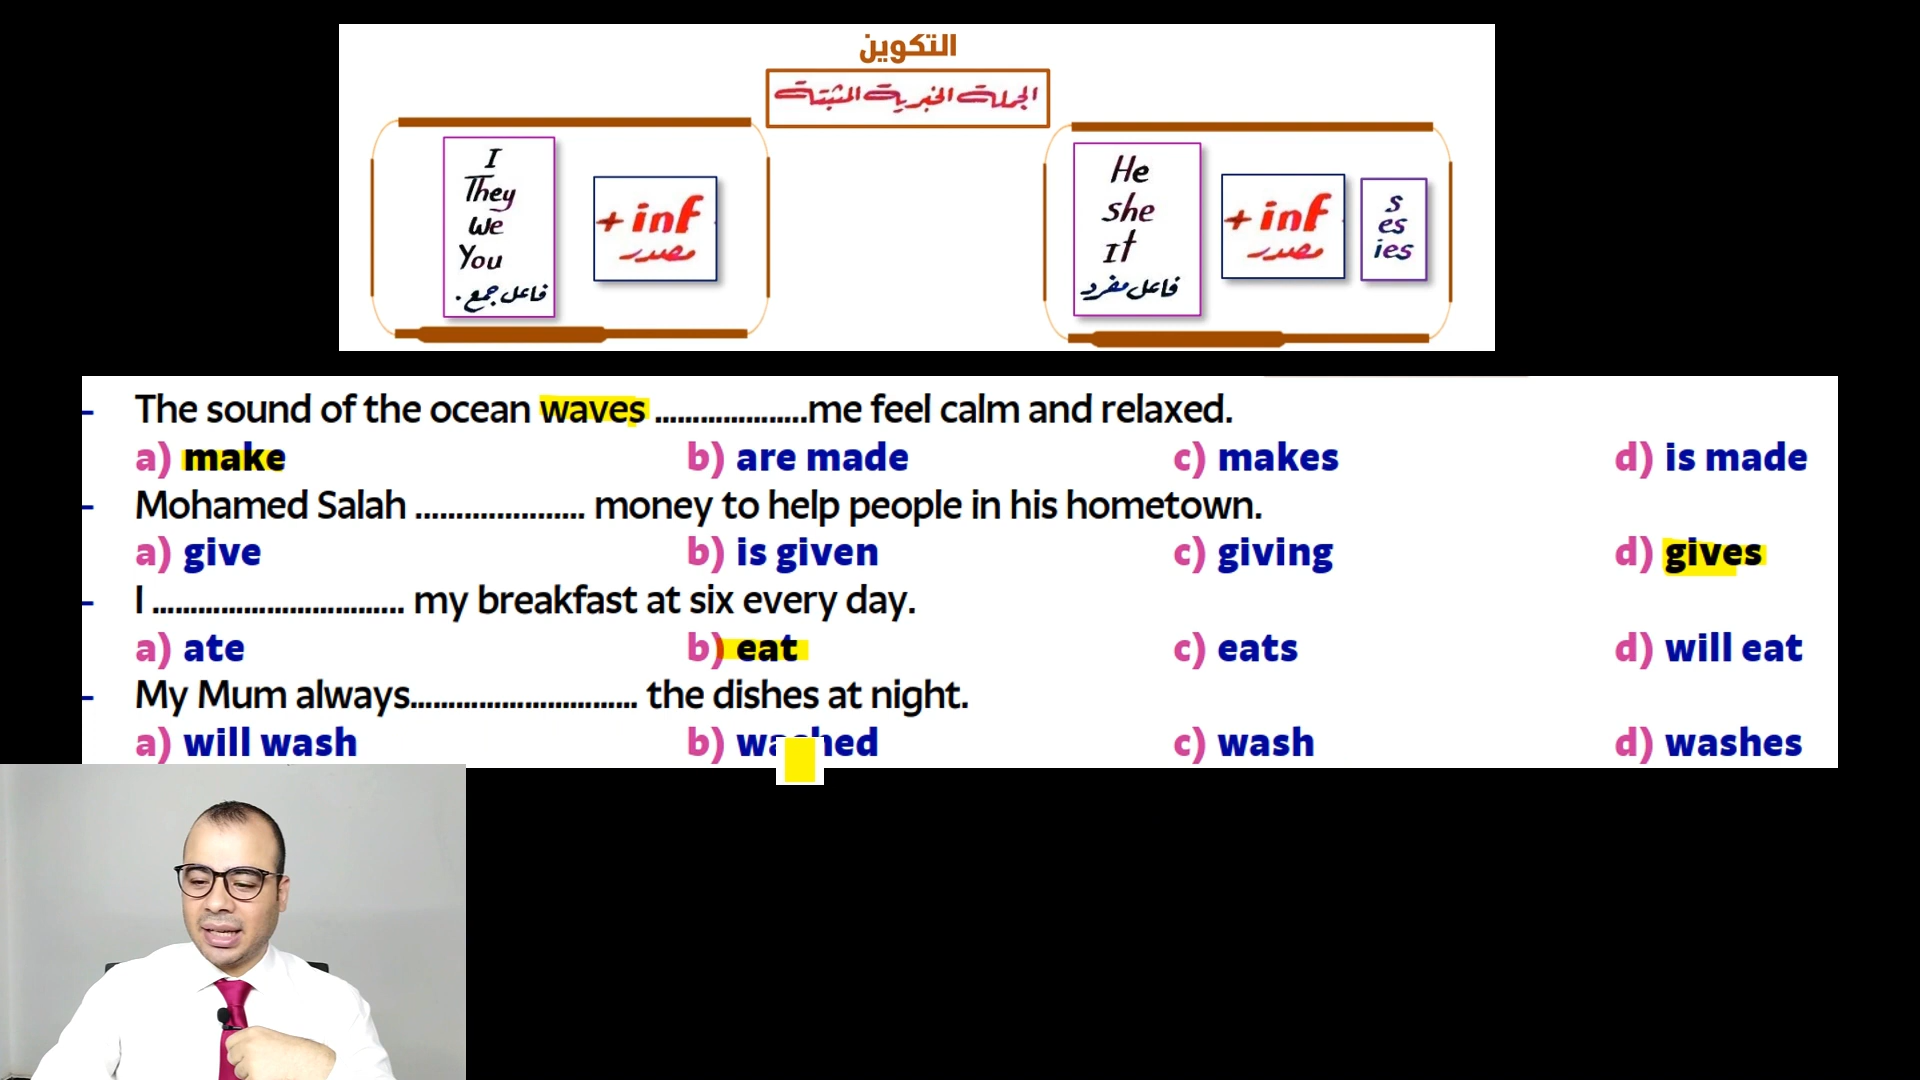 التكوين
الجملة الخبرية المثبتة
I
They
We
You
فاعل جمع.
+ inf
مصدر
He
she
It
فاعل مفرد
+ inf
مصدر
s
es
ies
- The sound of the ocean waves .....................me feel calm and relaxed.
a) make b) are made c) makes d) is made
- Mohamed Salah ..................... money to help people in his hometown.
a) give b) is given c) giving d) gives
- I ................................. my breakfast at six every day.
a) ate b) eat c) eats d) will eat
- My Mum always.............................. the dishes at night.
a) will wash b) washed c) wash d) washes